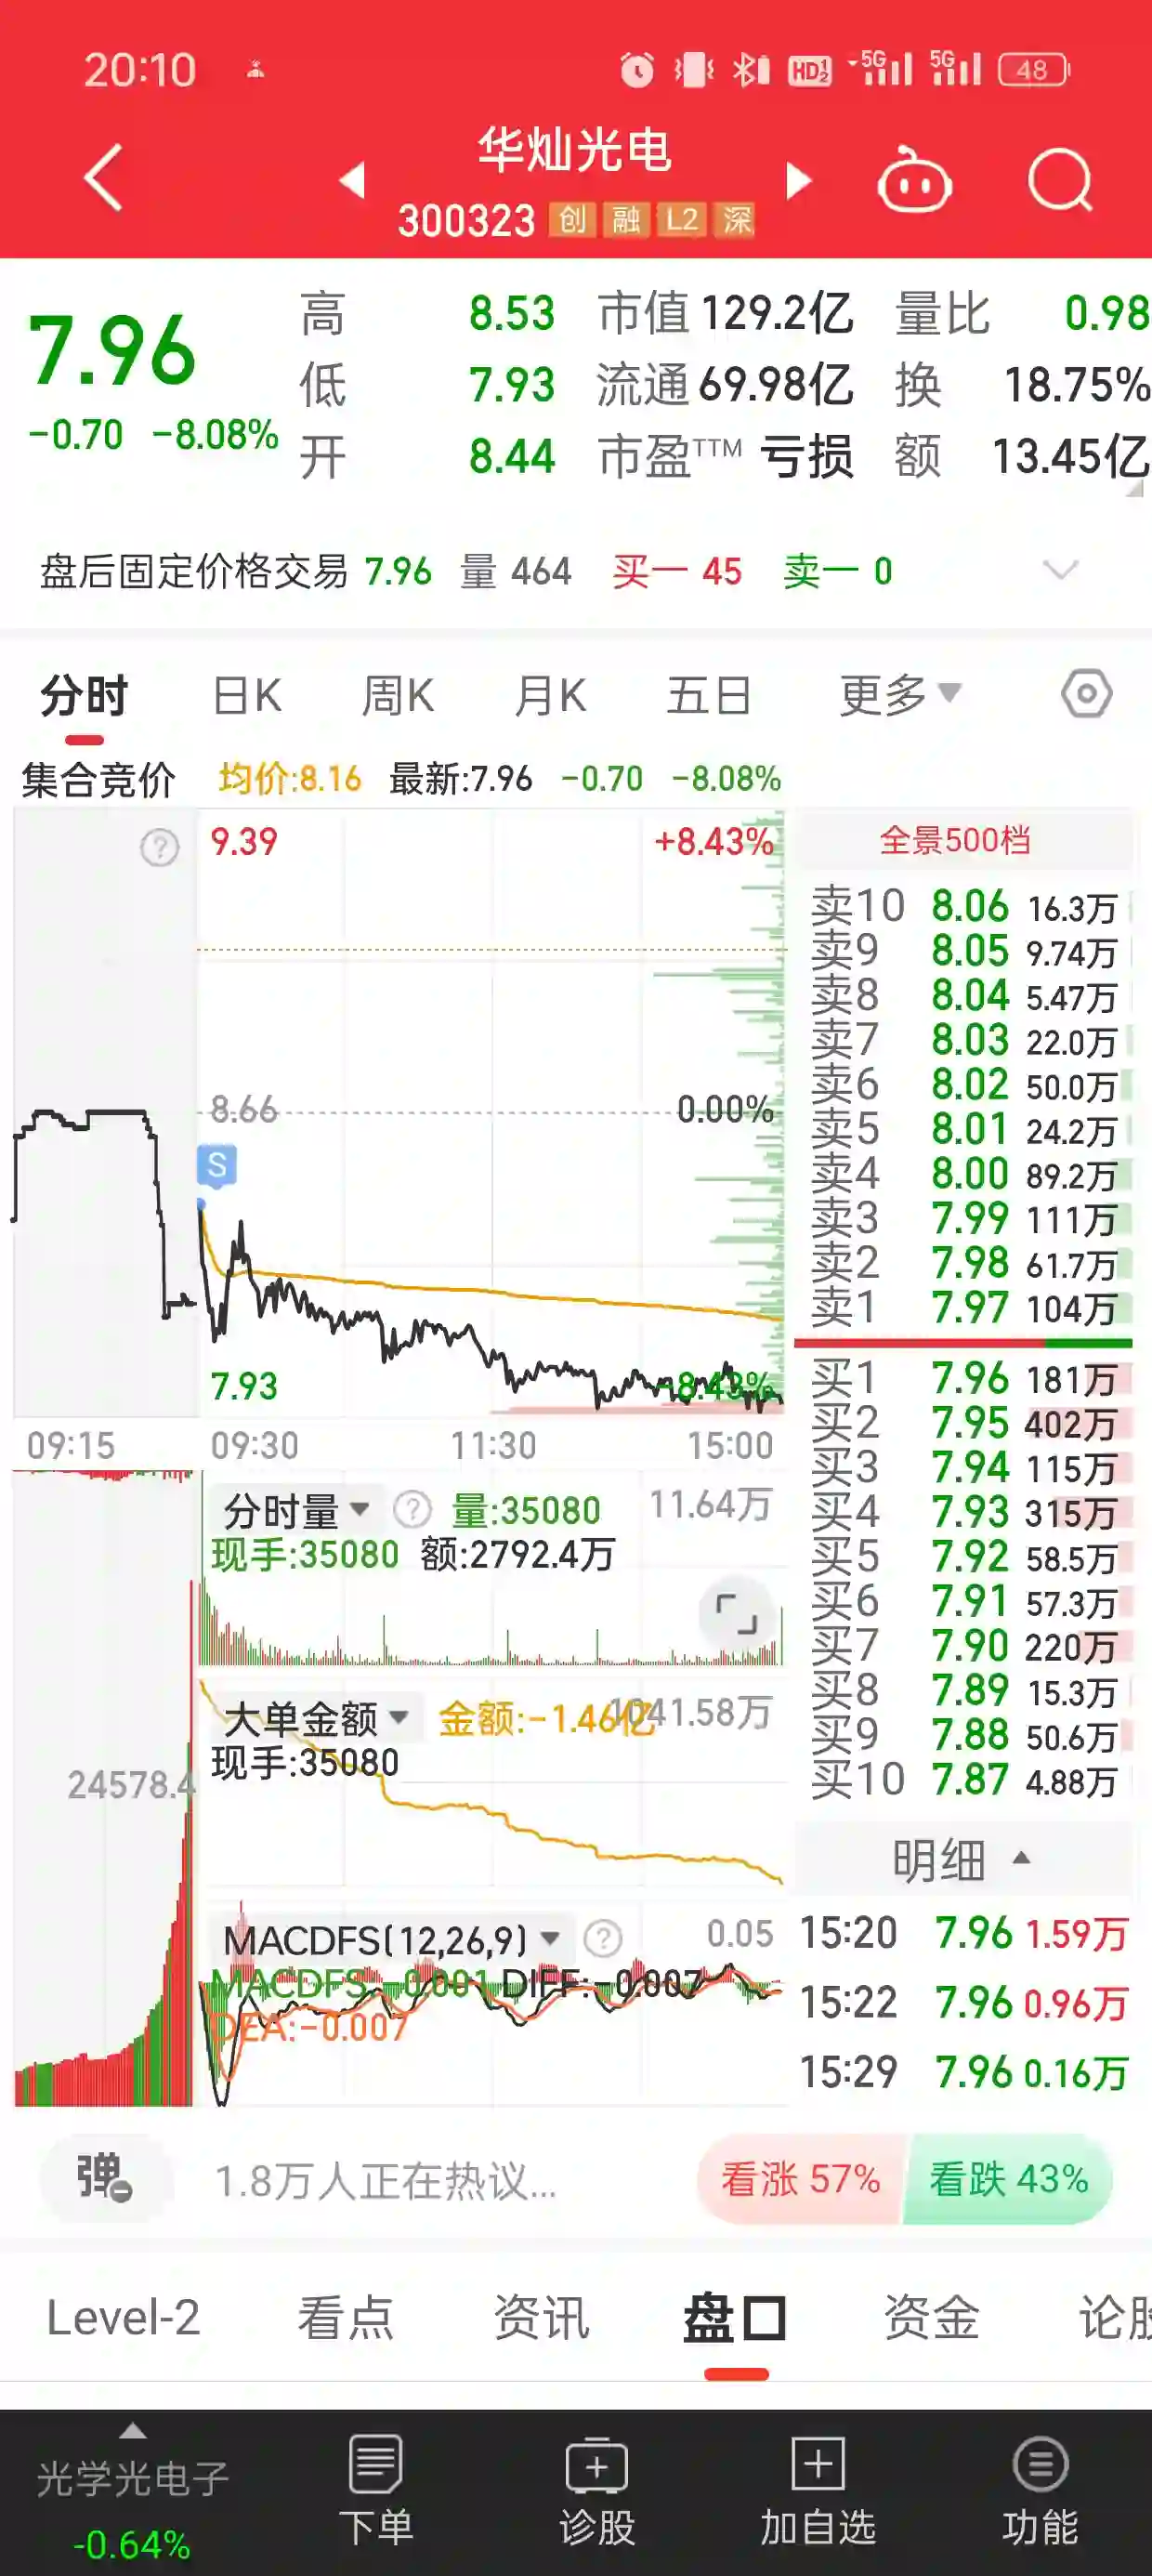 20:10 HD 1 2 5G 5G 48
华灿光电
300323 创 融 L2 深
7.96
-0.70 -8.08%
高 8.53 市值 129.2亿 量比 0.98
低 7.93 流通 69.98亿 换 18.75%
开 8.44 市盈TTM 亏损 额 13.45亿
盘后固定价格交易 7.96 量 464 买一 45 卖一 0
分时 日K 周K 月K 五日 更多
集合竞价 均价:8.16 最新:7.96 -0.70 -8.08%
9.39 +8.43%
8.66 0.00%
S
7.93 -8.43%
09:15 09:30 11:30 15:00
全景500档
卖10 8.06 16.3万
卖9 8.05 9.74万
卖8 8.04 5.47万
卖7 8.03 22.0万
卖6 8.02 50.0万
卖5 8.01 24.2万
卖4 8.00 89.2万
卖3 7.99 111万
卖2 7.98 61.7万
卖1 7.97 104万
买1 7.96 181万
买2 7.95 402万
买3 7.94 115万
买4 7.93 315万
买5 7.92 58.5万
买6 7.91 57.3万
买7 7.90 220万
买8 7.89 15.3万
买9 7.88 50.6万
买10 7.87 4.88万
分时量 ? 量:35080 11.64万
现手:35080 额:2792.4万
大单金额 金额:-1.46亿 1041.58万
现手:35080
24578.4
MACDFS(12,26,9) ? 0.05
MACDFS:-0.001 DIFF:-0.007
DEA:-0.007
明细
15:20 7.96 1.59万
15:22 7.96 0.96万
15:29 7.96 0.16万
弹 1.8万人正在热议... 看涨 57% 看跌 43%
Level-2 看点 资讯 盘口 资金 论股
光学光电子
-0.64%
下单 诊股 加自选 功能